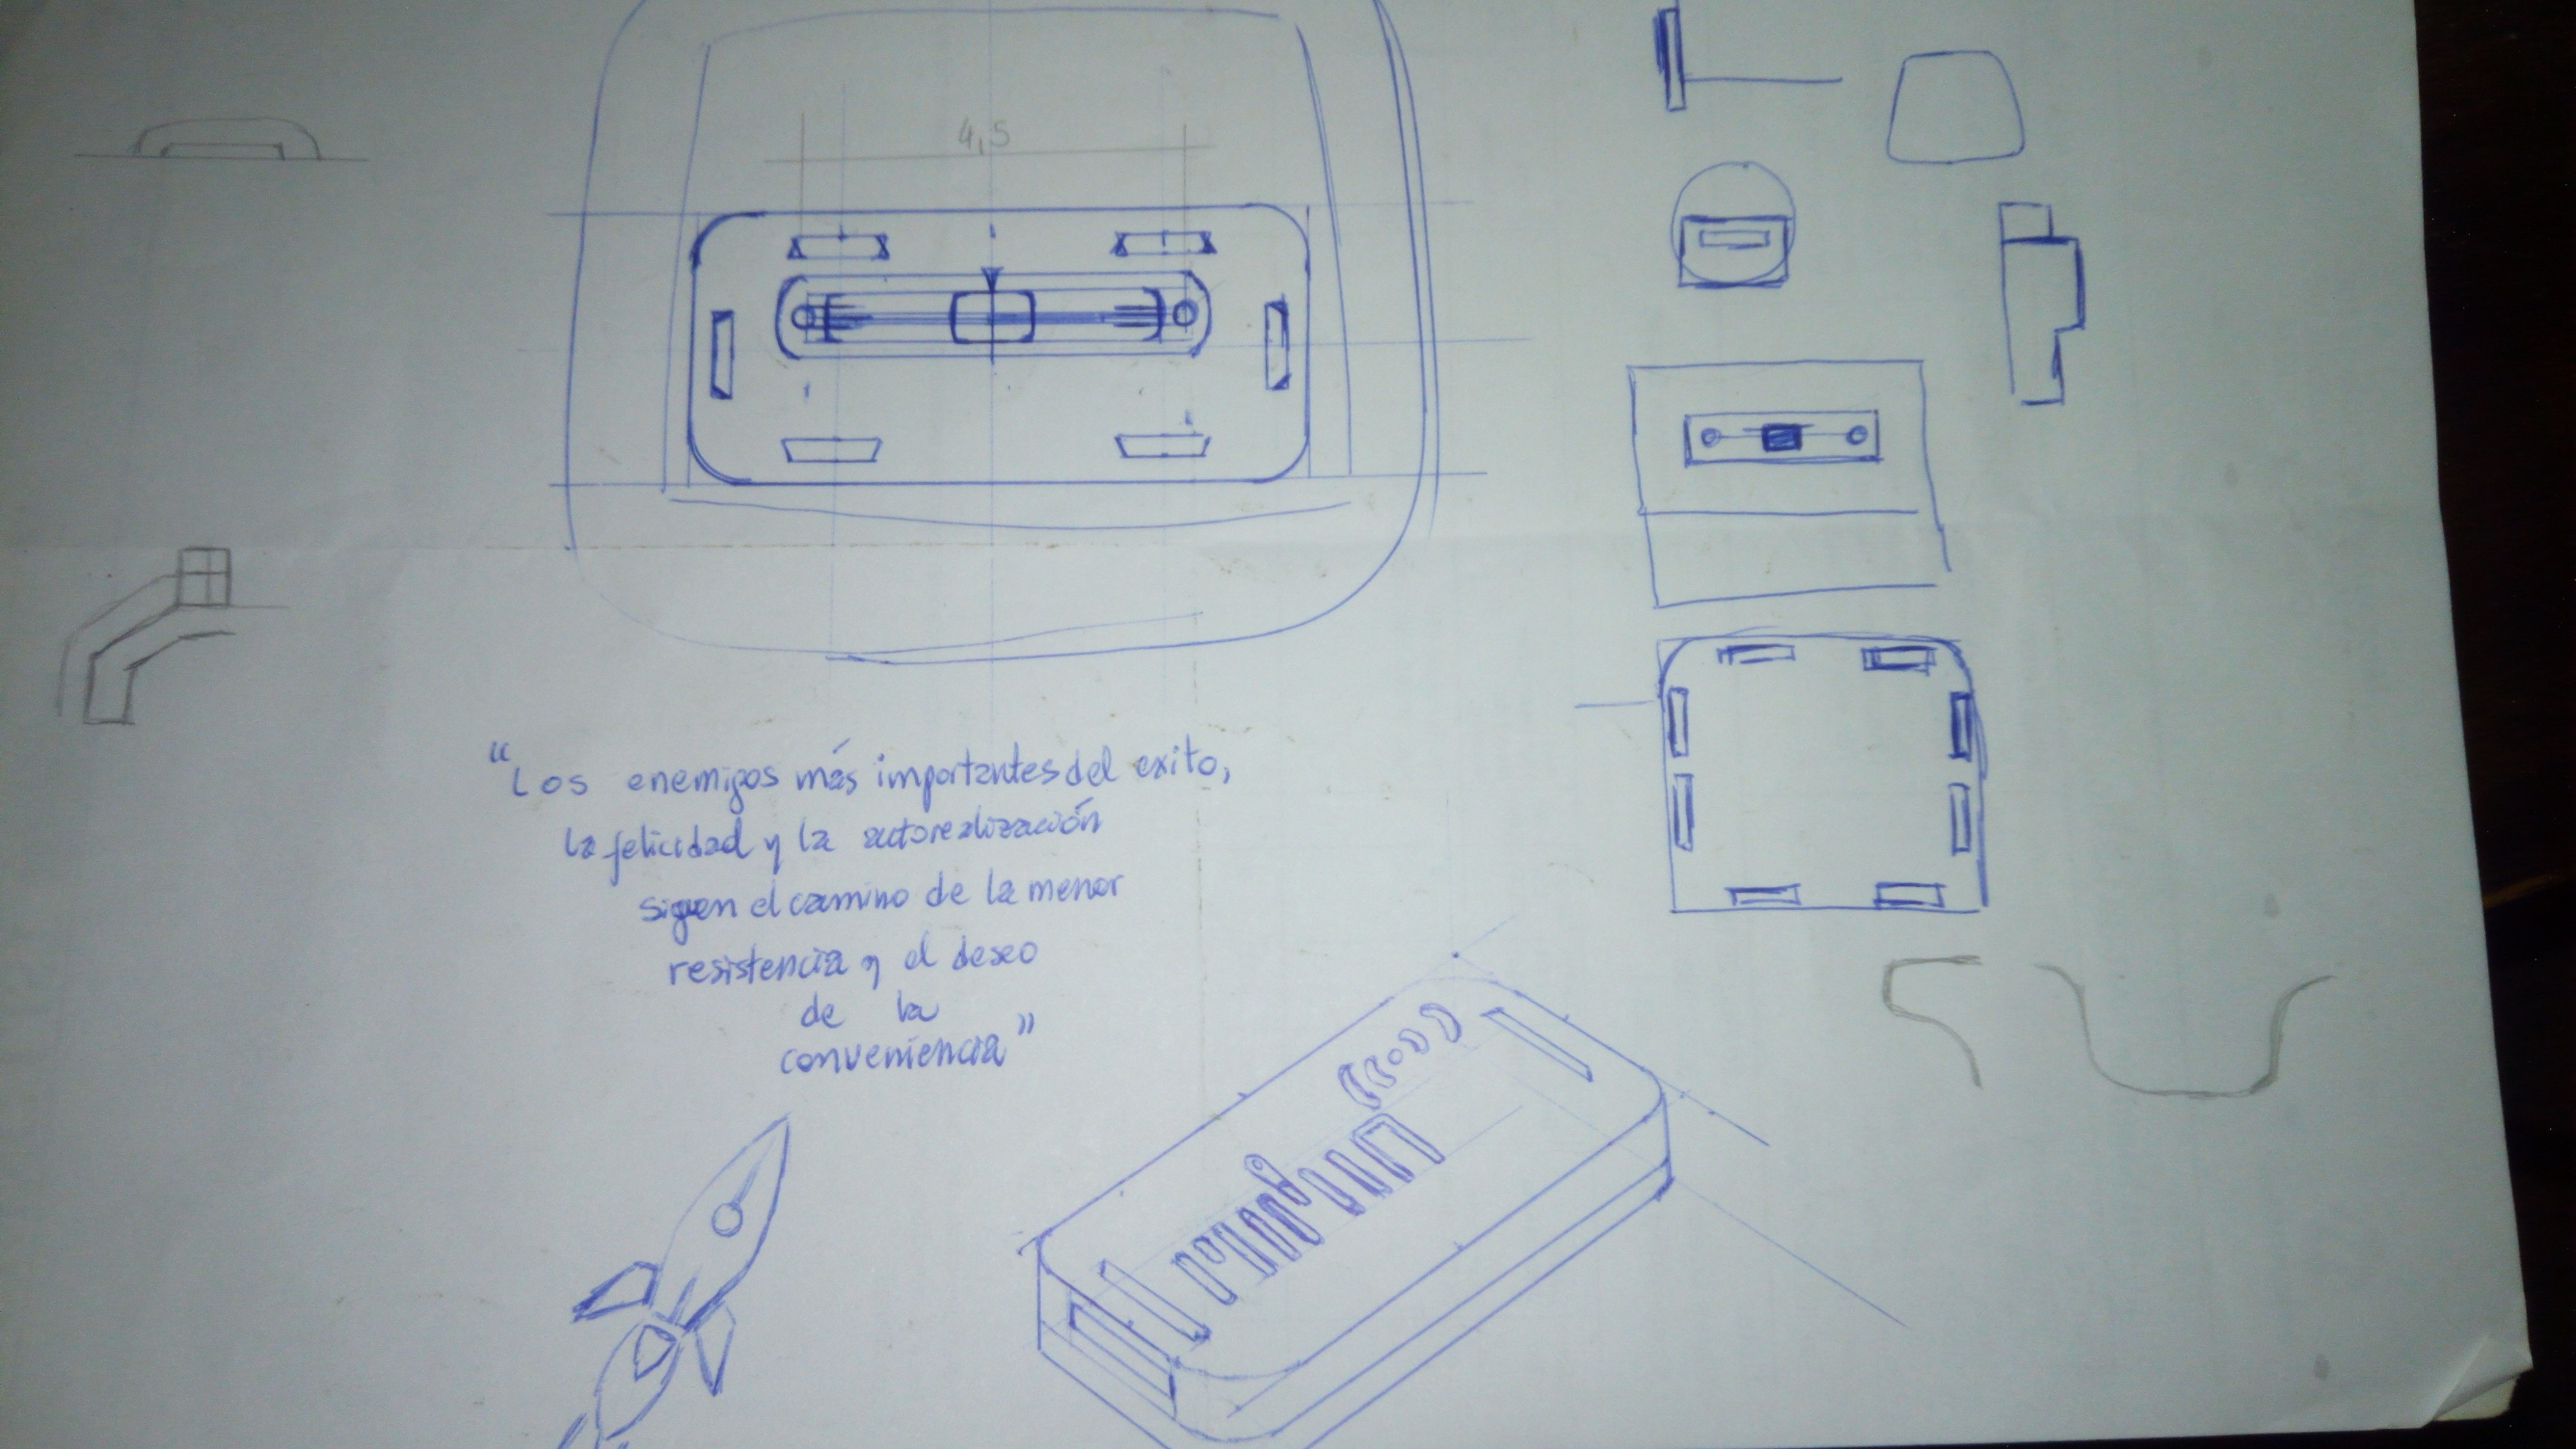 4,5
"Los enemigos más importantes del exito,
la felicidad y la autorealización
siguen el camino de la menor
resistencia y el deseo
de la
conveniencia"